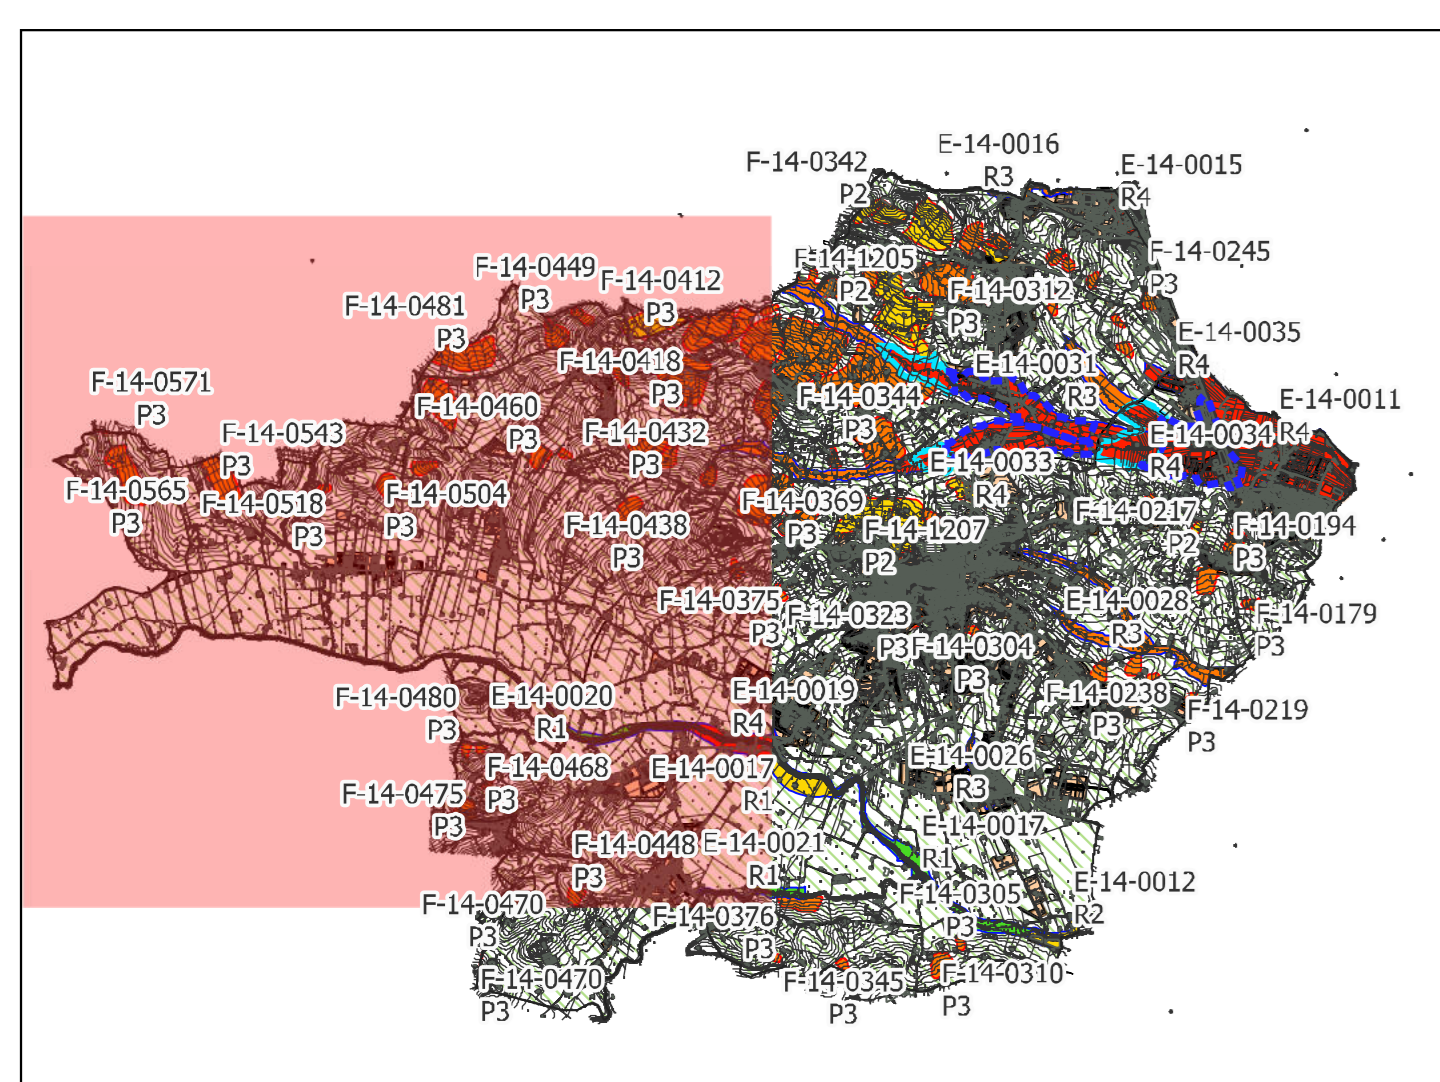 E-14-0016
R3
F-14-0342
P2
E-14-0015
R4
F-14-0245
P3
F-14-1205
P2
F-14-0449
P3
F-14-0412
P3
F-14-0312
P3
F-14-0481
P3
E-14-0035
R4
F-14-0418
P3
E-14-0031
R3
F-14-0571
P3
F-14-0344
P3
E-14-0011
R4
F-14-0460
P3
F-14-0543
P3
F-14-0432
P3
E-14-0034
R4
E-14-0033
R4
F-14-0565
P3
F-14-0518
P3
F-14-0504
P3
F-14-0369
P3
F-14-0217
P2
F-14-0438
P3
F-14-1207
P2
F-14-0194
P3
F-14-0375
P3
F-14-0323
P3
E-14-0028
R3
F-14-0179
P3
F-14-0304
P3
F-14-0480
P3
E-14-0020
R1
E-14-0019
R4
F-14-0238
P3
F-14-0219
P3
F-14-0468
P3
E-14-0017
R1
E-14-0026
R3
F-14-0475
P3
E-14-0017
R1
F-14-0448
P3
E-14-0021
R1
E-14-0012
R2
F-14-0305
P3
F-14-0470
P3
F-14-0376
P3
F-14-0470
P3
F-14-0345
P3
F-14-0310
P3